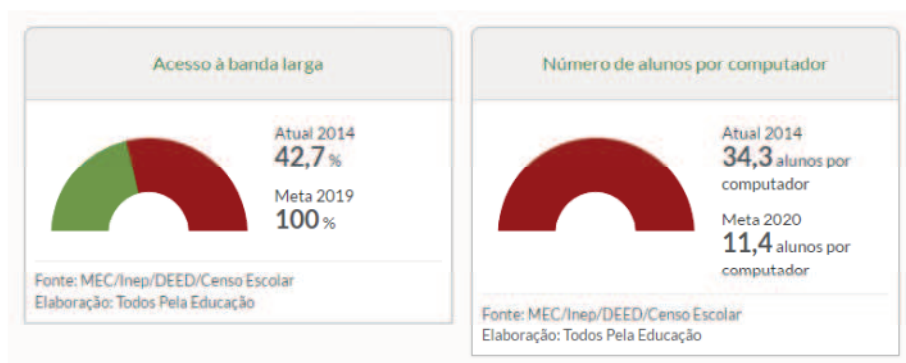 Acesso à banda larga
Atual 2014
42,7 %
Meta 2019
100 %
Fonte: MEC/Inep/DEED/Censo Escolar
Elaboração: Todos Pela Educação
Número de alunos por computador
Atual 2014
34,3 alunos por
computador
Meta 2020
11,4 alunos por
computador
Fonte: MEC/Inep/DEED/Censo Escolar
Elaboração: Todos Pela Educação